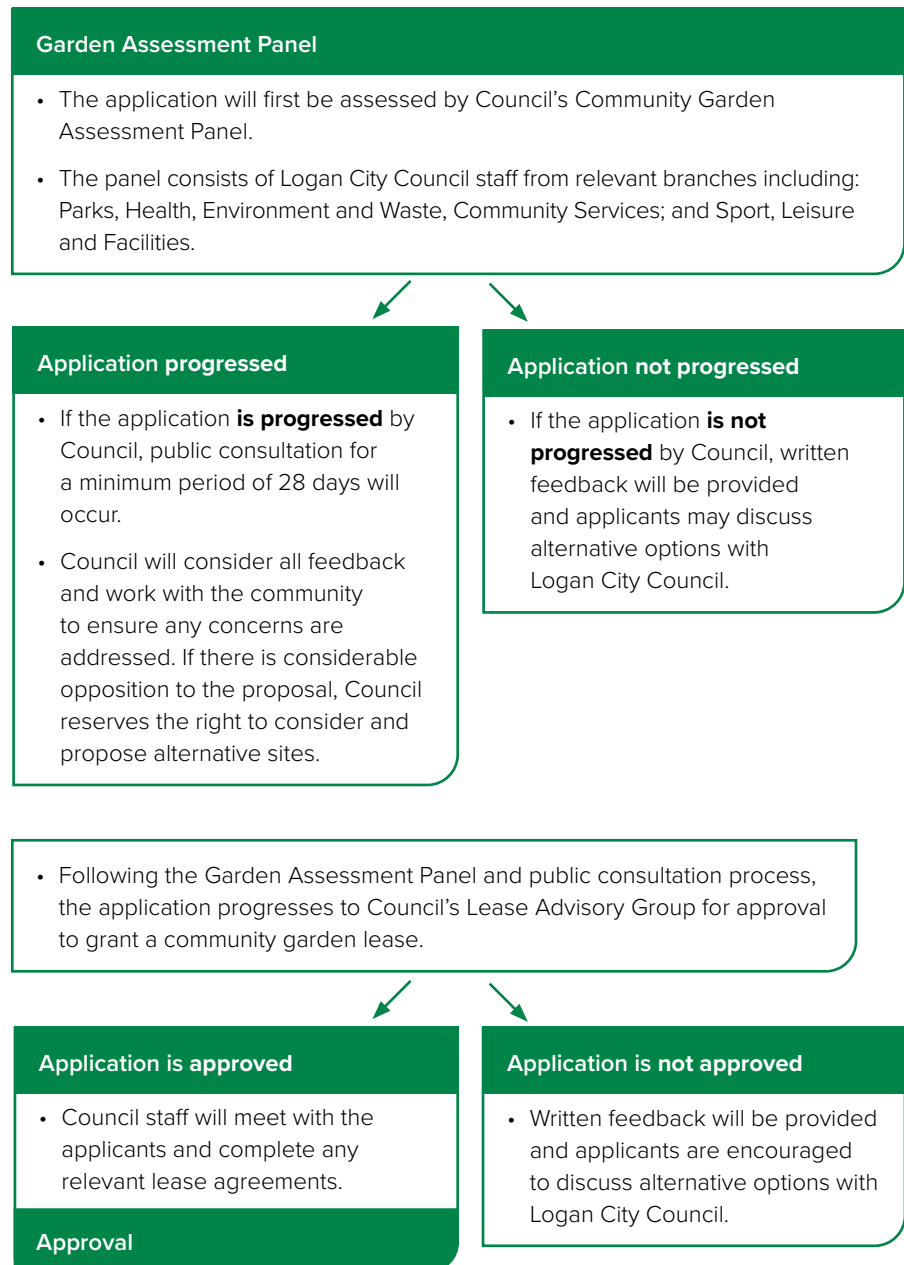 Garden Assessment Panel
• The application will first be assessed by Council's Community Garden
Assessment Panel.
• The panel consists of Logan City Council staff from relevant branches including:
Parks, Health, Environment and Waste, Community Services; and Sport, Leisure
and Facilities.
Application progressed
• If the application is progressed by
Council, public consultation for
a minimum period of 28 days will
occur.
• Council will consider all feedback
and work with the community
to ensure any concerns are
addressed. If there is considerable
opposition to the proposal, Council
reserves the right to consider and
propose alternative sites.
Application not progressed
• If the application is not
progressed by Council, written
feedback will be provided
and applicants may discuss
alternative options with
Logan City Council.
• Following the Garden Assessment Panel and public consultation process,
the application progresses to Council's Lease Advisory Group for approval
to grant a community garden lease.
Application is approved
• Council staff will meet with the
applicants and complete any
relevant lease agreements.
Approval
Application is not approved
• Written feedback will be provided
and applicants are encouraged
to discuss alternative options with
Logan City Council.